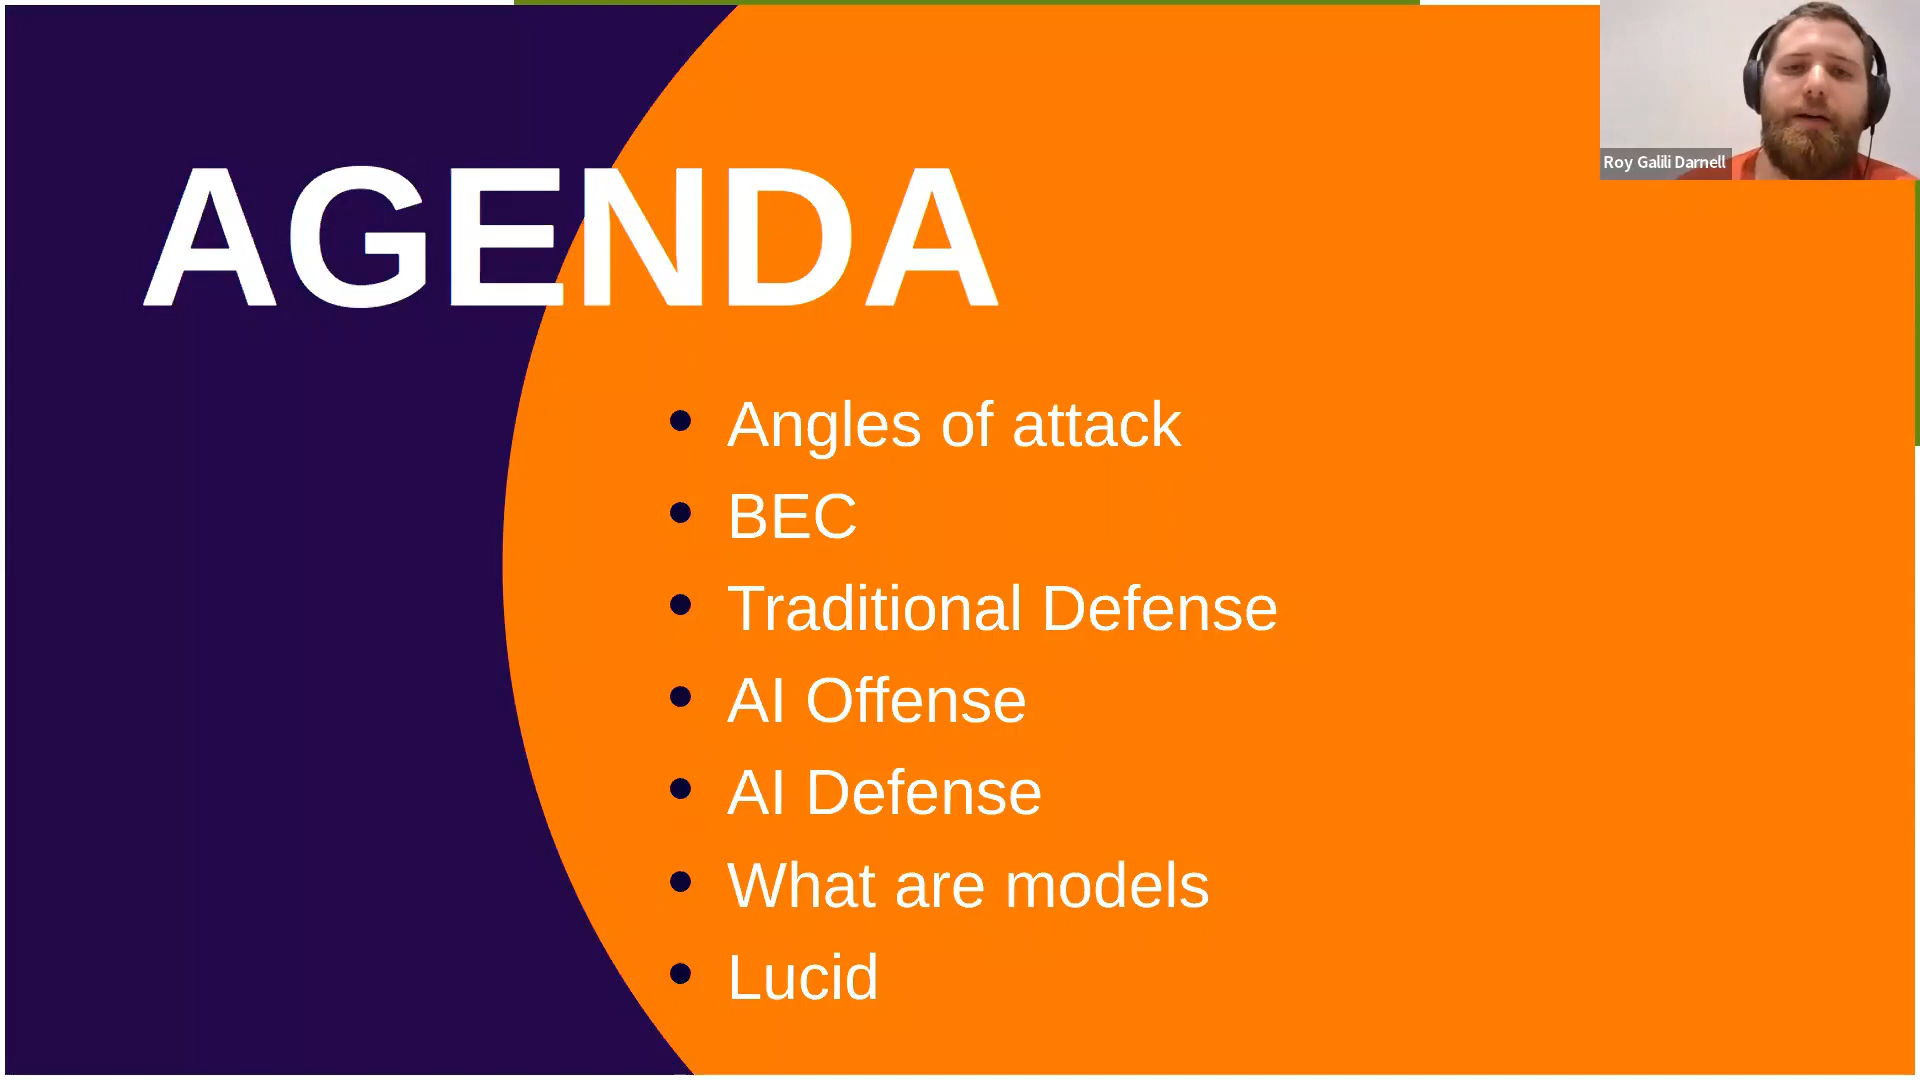 AGENDA
Roy Galili Darnell
Angles of attack
BEC
Traditional Defense
AI Offense
AI Defense
What are models
Lucid